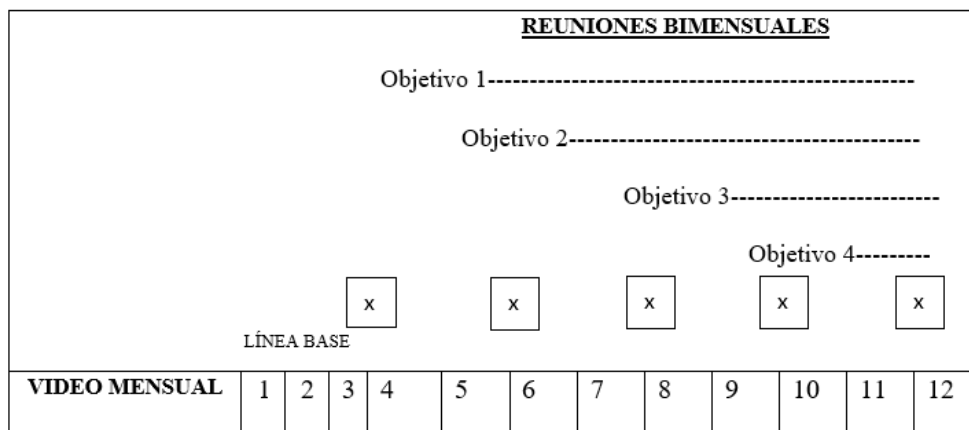 REUNIONES BIMENSUALES
Objetivo 1----------------------------------------------------
Objetivo 2-------------------------------------------
Objetivo 3-------------------------
Objetivo 4---------
x x x x x
LÍNEA BASE
VIDEO MENSUAL 1 2 3 4 5 6 7 8 9 10 11 12